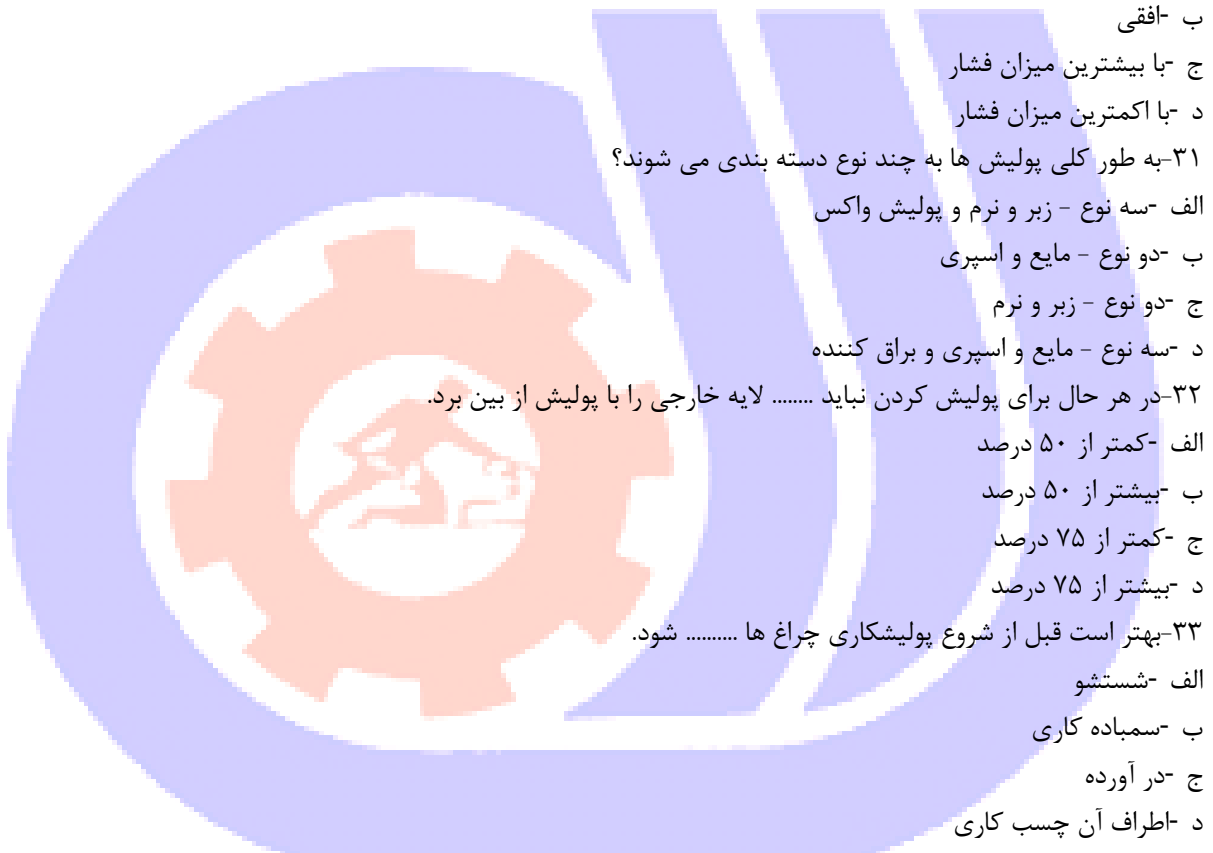 ب -افقی
ج -با بیشترین میزان فشار
د -با اکمترین میزان فشار
۳۱-به طور کلی پولیش ها به چند نوع دسته بندی می شوند؟
الف -سه نوع - زبر و نرم و پولیش واکس
ب -دو نوع - مایع و اسپری
ج -دو نوع - زبر و نرم
د -سه نوع - مایع و اسپری و براق کننده
۳۲-در هر حال برای پولیش کردن نباید ........ لایه خارجی را با پولیش از بین برد.
الف -کمتر از ۵۰ درصد
ب -بیشتر از ۵۰ درصد
ج -کمتر از ۷۵ درصد
د -بیشتر از ۷۵ درصد
۳۳-بهتر است قبل از شروع پولیشکاری چراغ ها .......... شود.
الف -شستشو
ب -سمباده کاری
ج -در آورده
د -اطراف آن چسب کاری